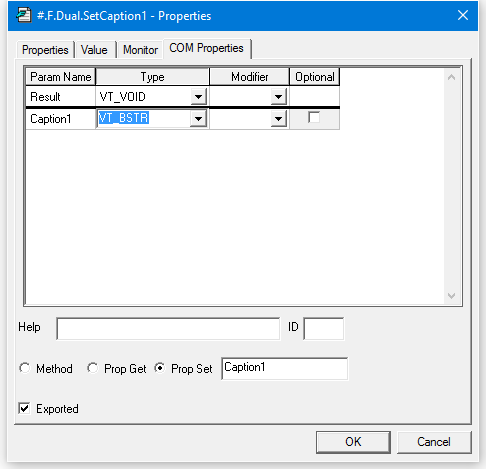 #.F.Dual.SetCaption1 - Properties
Properties Value Monitor COM Properties
Param Name Type Modifier Optional
Result VT_VOID
Caption1 VT_BSTR
Help ID
Method Prop Get Prop Set Caption1
Exported
OK Cancel